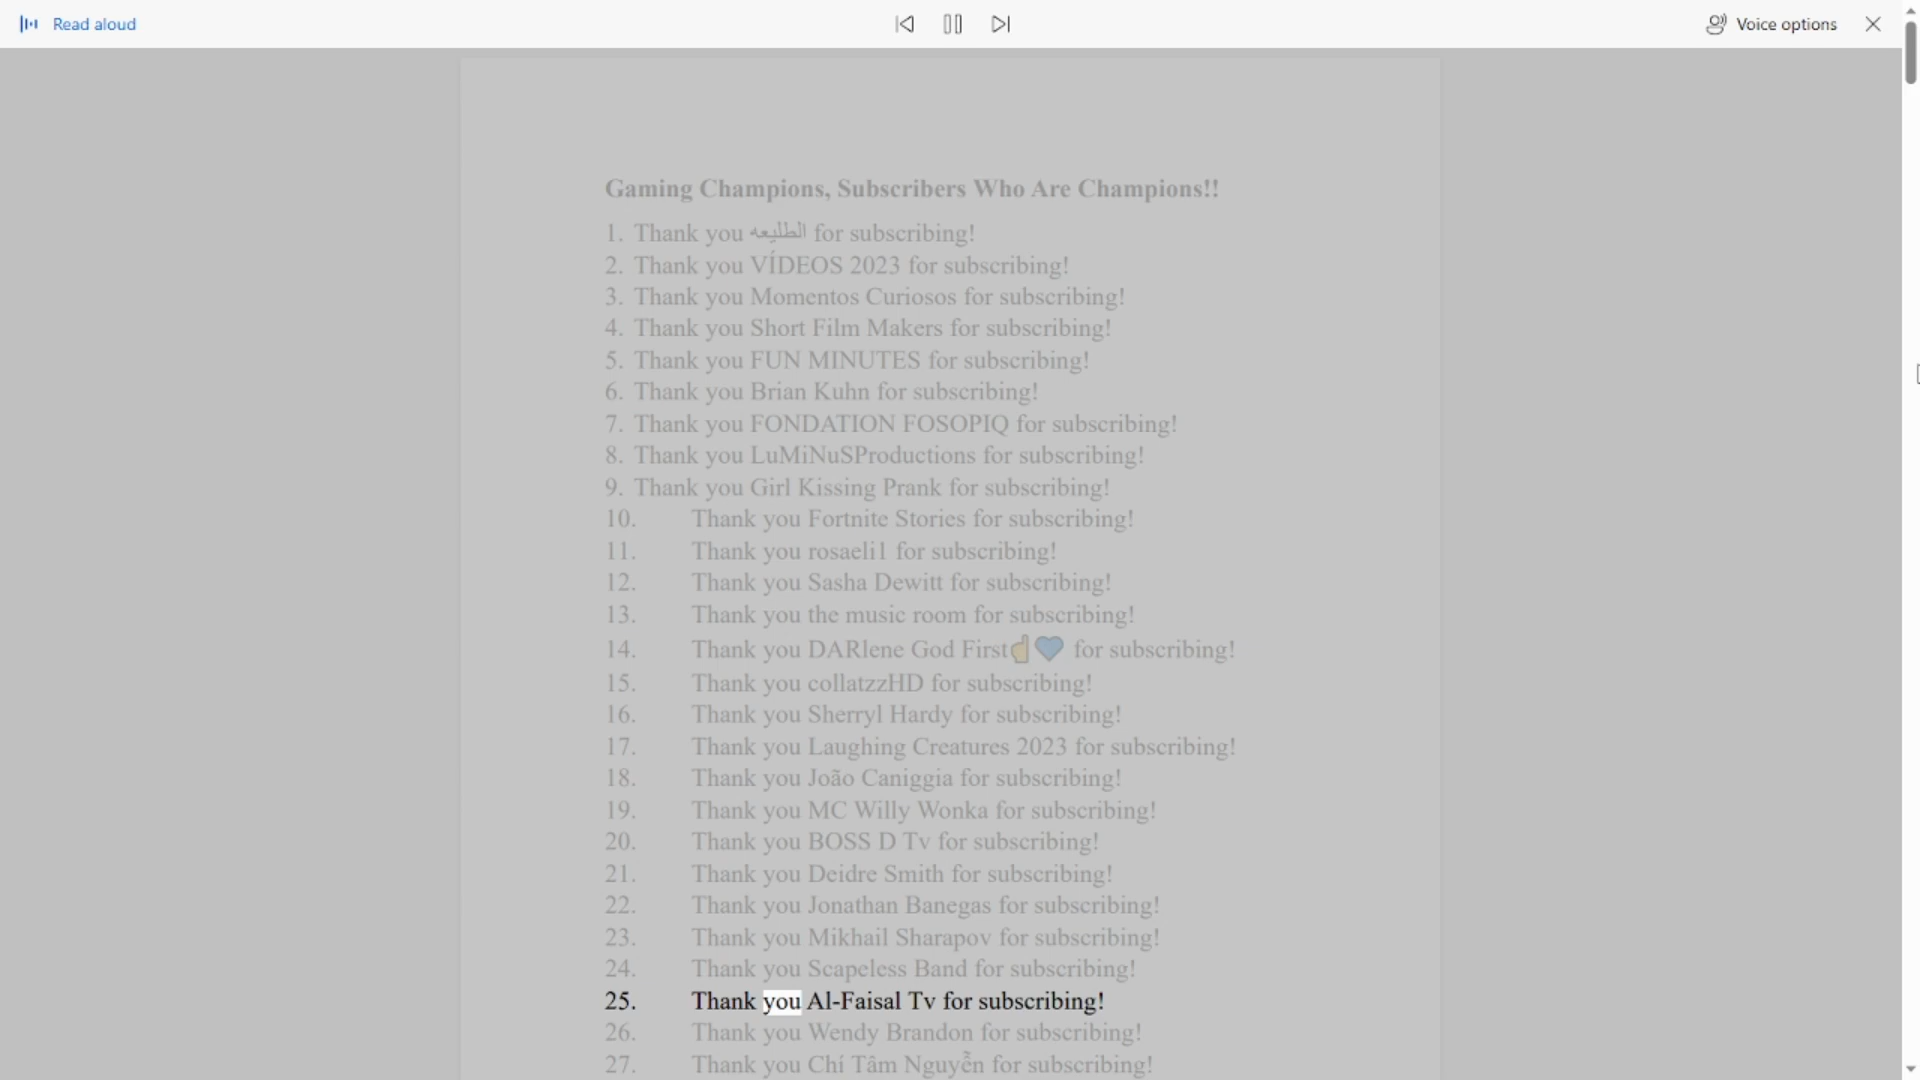 Read aloud
Voice options
Gaming Champions, Subscribers Who Are Champions!!
1. Thank you الطليعه for subscribing!
2. Thank you VÍDEOS 2023 for subscribing!
3. Thank you Momentos Curiosos for subscribing!
4. Thank you Short Film Makers for subscribing!
5. Thank you FUN MINUTES for subscribing!
6. Thank you Brian Kuhn for subscribing!
7. Thank you FONDATION FOSOPIQ for subscribing!
8. Thank you LuMiNuSProductions for subscribing!
9. Thank you Girl Kissing Prank for subscribing!
10. Thank you Fortnite Stories for subscribing!
11. Thank you rosaeli1 for subscribing!
12. Thank you Sasha Dewitt for subscribing!
13. Thank you the music room for subscribing!
14. Thank you DARlene God First☝💙 for subscribing!
15. Thank you collatzzHD for subscribing!
16. Thank you Sherryl Hardy for subscribing!
17. Thank you Laughing Creatures 2023 for subscribing!
18. Thank you João Caniggia for subscribing!
19. Thank you MC Willy Wonka for subscribing!
20. Thank you BOSS D Tv for subscribing!
21. Thank you Deidre Smith for subscribing!
22. Thank you Jonathan Banegas for subscribing!
23. Thank you Mikhail Sharapov for subscribing!
24. Thank you Scapeless Band for subscribing!
25. Thank you Al-Faisal Tv for subscribing!
26. Thank you Wendy Brandon for subscribing!
27. Thank you Chí Tâm Nguyễn for subscribing!